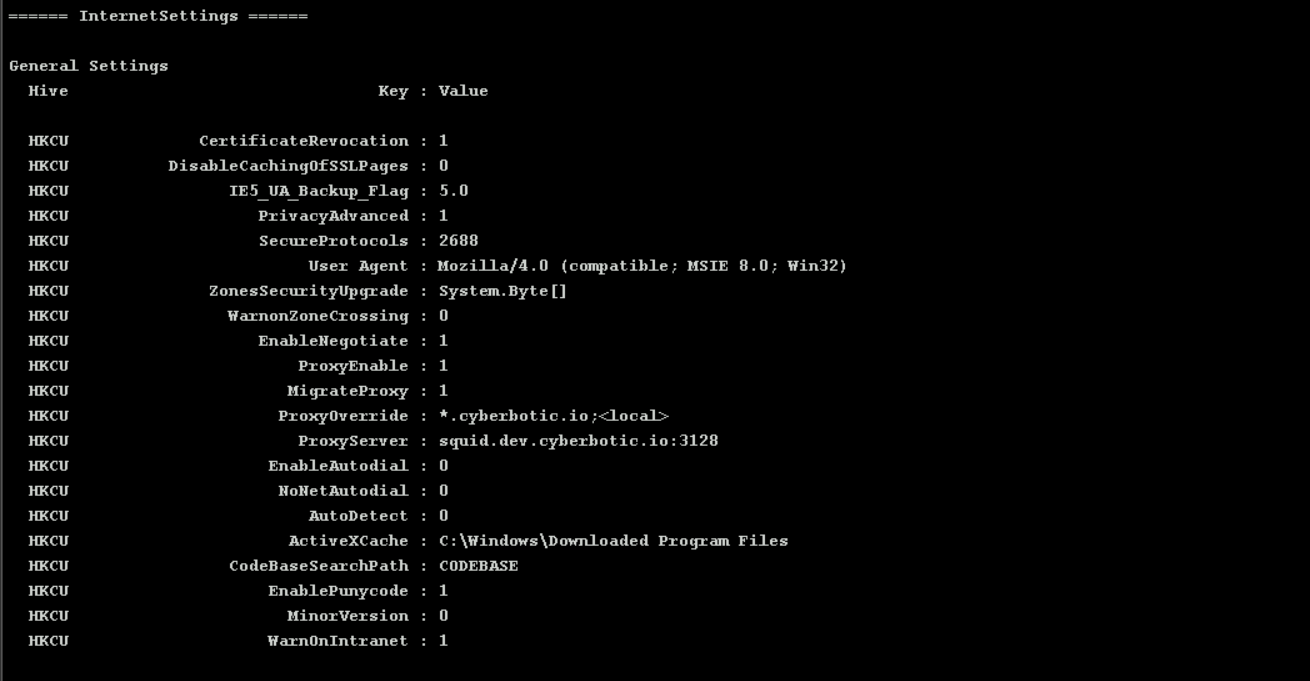 ====== InternetSettings ======
General Settings
Hive Key : Value
HKCU CertificateRevocation : 1
HKCU DisableCachingOfSSLPages : 0
HKCU IE5_UA_Backup_Flag : 5.0
HKCU PrivacyAdvanced : 1
HKCU SecureProtocols : 2688
HKCU User Agent : Mozilla/4.0 (compatible; MSIE 8.0; Win32)
HKCU ZonesSecurityUpgrade : System.Byte[]
HKCU WarnonZoneCrossing : 0
HKCU EnableNegotiate : 1
HKCU ProxyEnable : 1
HKCU MigrateProxy : 1
HKCU ProxyOverride : *.cyberbotic.io;<local>
HKCU ProxyServer : squid.dev.cyberbotic.io:3128
HKCU EnableAutodial : 0
HKCU NoNetAutodial : 0
HKCU AutoDetect : 0
HKCU ActiveXCache : C:\Windows\Downloaded Program Files
HKCU CodeBaseSearchPath : CODEBASE
HKCU EnablePunycode : 1
HKCU MinorVersion : 0
HKCU WarnOnIntranet : 1